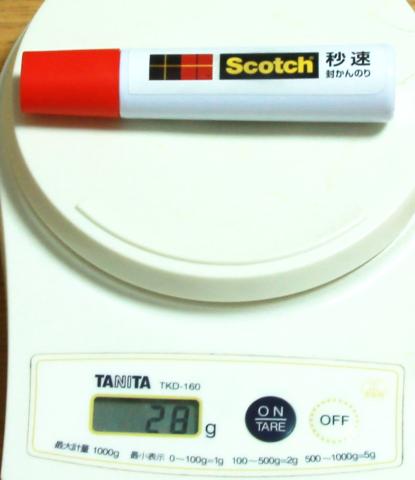 Scotch 秒速
封かんのり
TANITA TKD-160
28 g
ON
TARE
OFF
最大計量 1000g 最小表示 0~100g=1g 100~500g=2g 500~1000g=5g